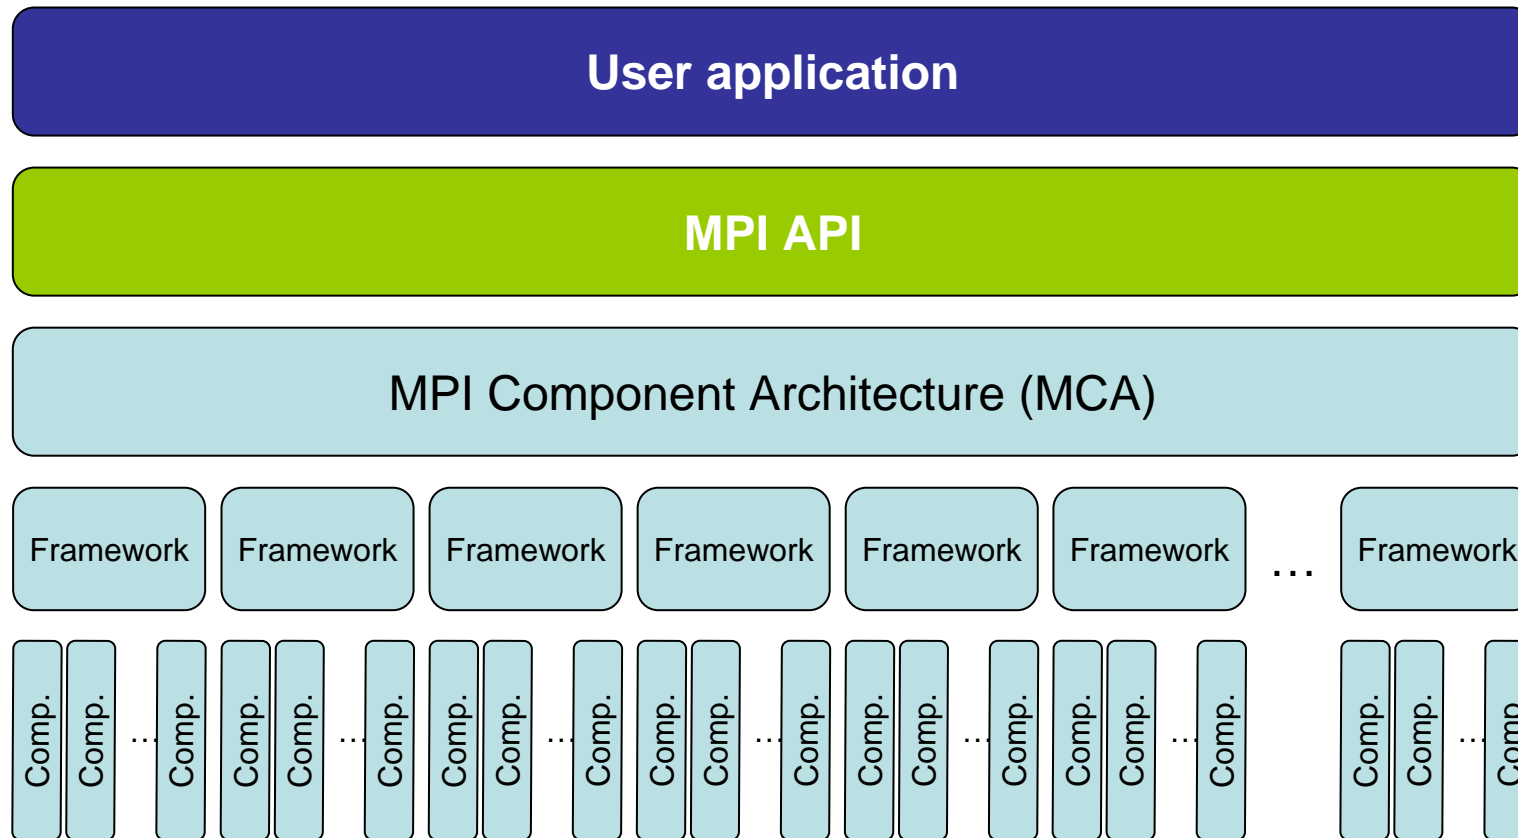 User application
MPI API
MPI Component Architecture (MCA)
Framework Framework Framework Framework Framework Framework ... Framework
Comp. Comp. ... Comp. Comp. Comp. ... Comp. Comp. Comp. ... Comp. Comp. Comp. ... Comp. Comp. Comp. ... Comp. Comp. Comp. ... Comp. Comp. Comp. ... Comp.